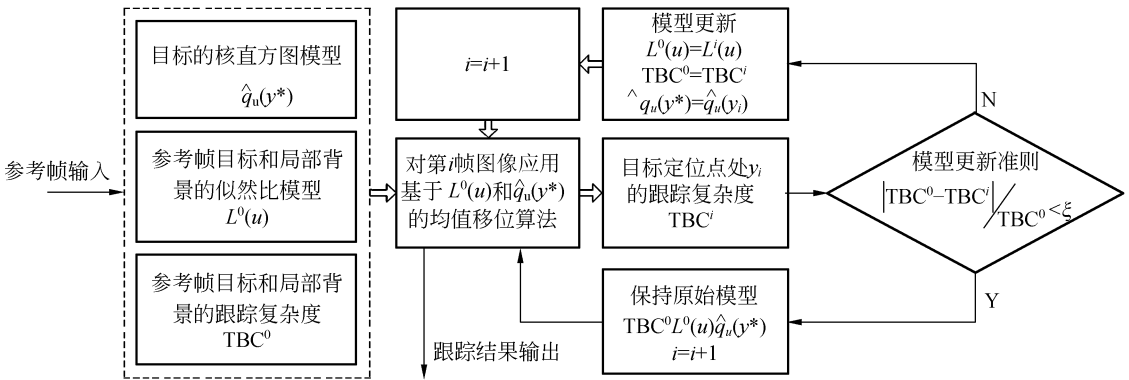 参考帧输入
目标的核直方图模型
q̂u(y*)
参考帧目标和局部背
景的似然比模型
L⁰(u)
参考帧目标和局部背
景的跟踪复杂度
TBC⁰
i=i+1
对第i帧图像应用
基于 L⁰(u)和q̂u(y*)
的均值移位算法
跟踪结果输出
模型更新
L⁰(u)=Lⁱ(u)
TBC⁰=TBCⁱ
^qu(y*)=q̂u(yi)
目标定位点处yi
的跟踪复杂度
TBCⁱ
保持原始模型
TBC⁰L⁰(u)q̂u(y*)
i=i+1
N
模型更新准则
|TBC⁰−TBCⁱ|/TBC⁰<ξ
Y